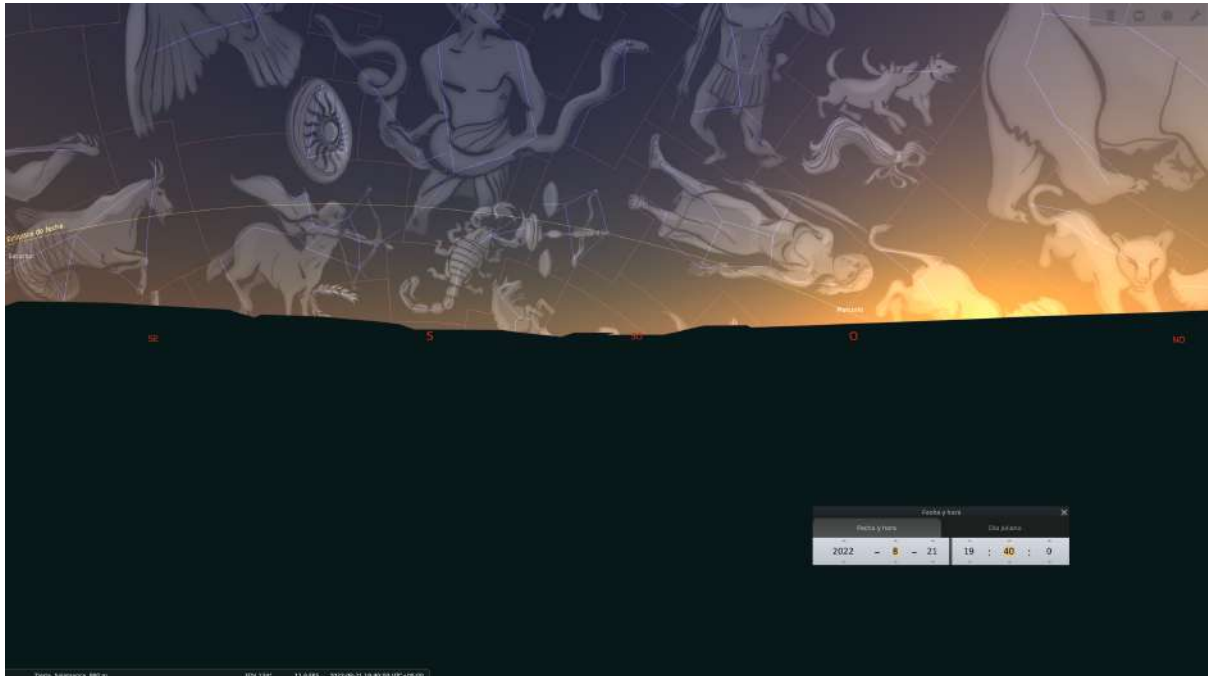 Eclíptica de fecha
Saturno
Mercurio
SE
S
SO
O
NO
Fecha y hora
Fecha y hora
Día juliano
2022 - 8 - 21 19 : 40 : 0